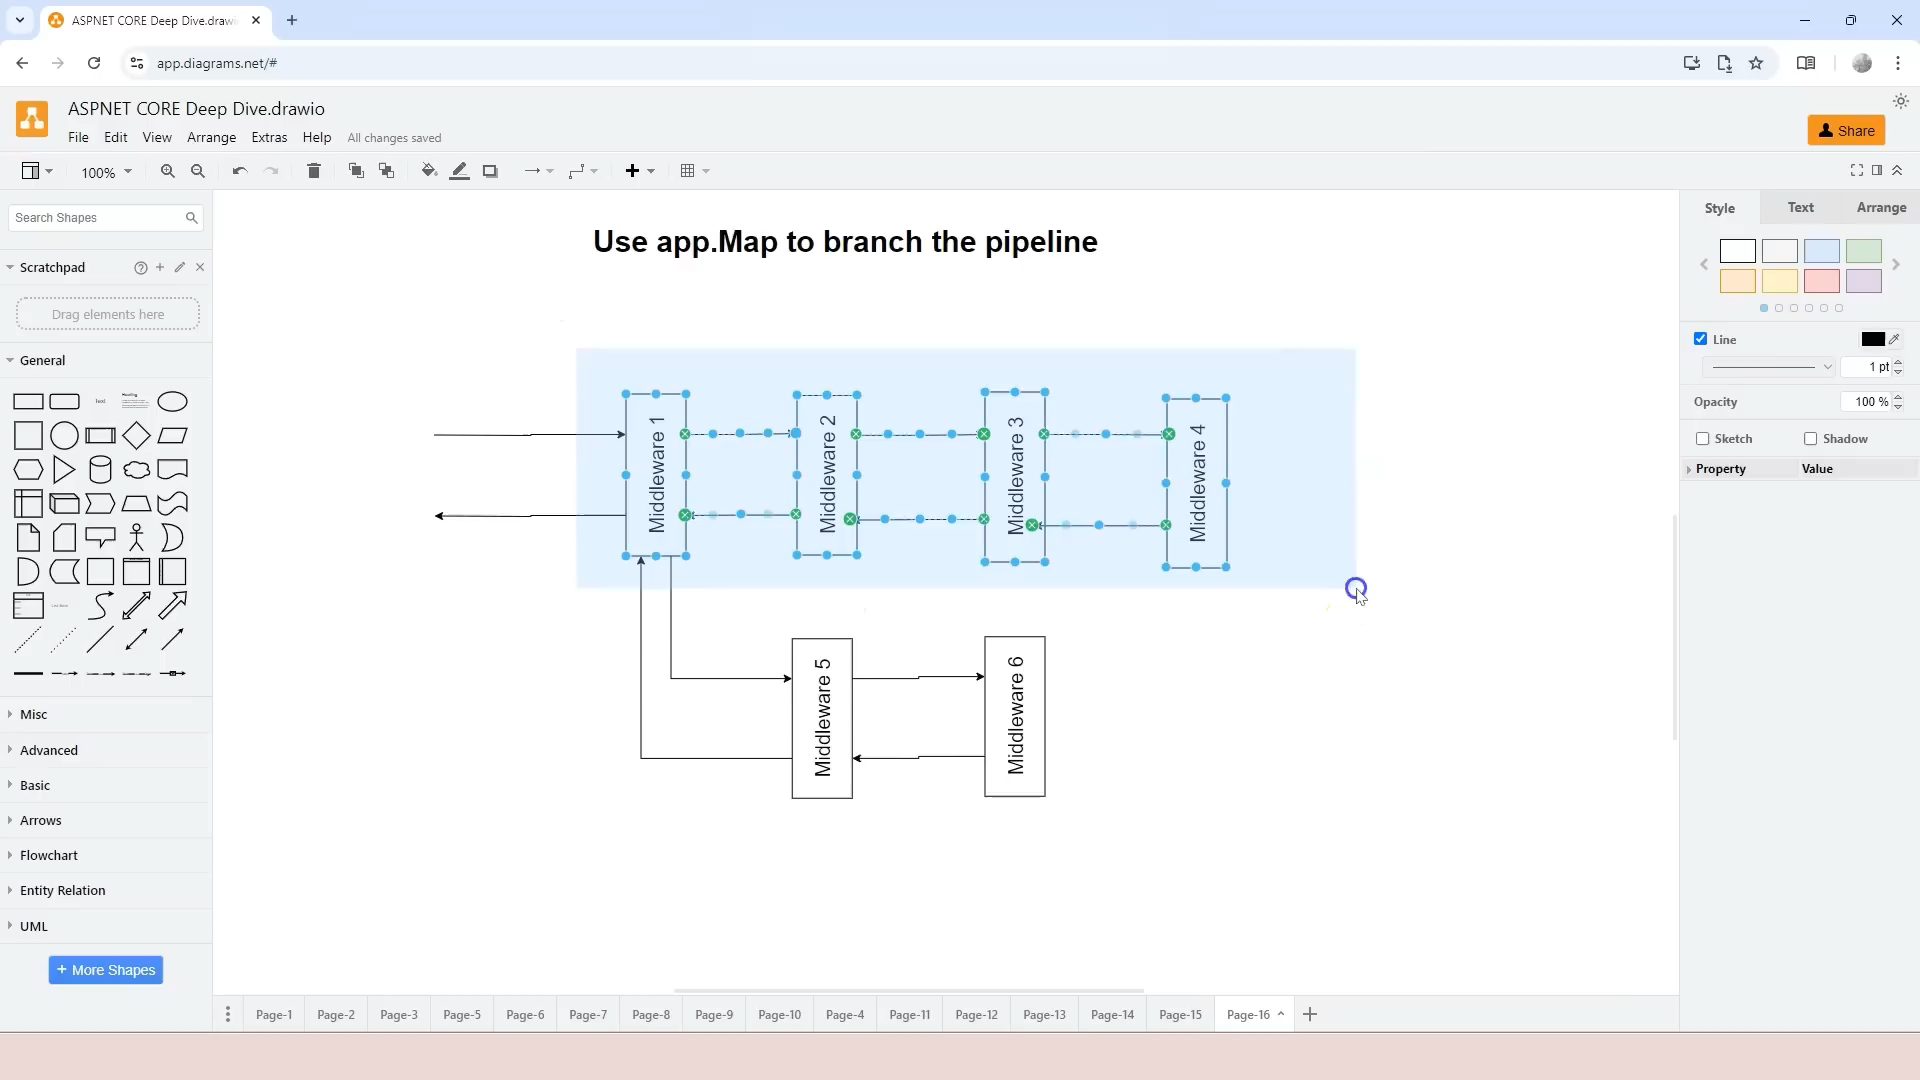 ASPNET CORE Deep Dive.draw
app.diagrams.net/#
ASPNET CORE Deep Dive.drawio
File Edit View Arrange Extras Help All changes saved
Share
100%
Search Shapes
Scratchpad
Drag elements here
General
Text
Heading
Misc
Advanced
Basic
Arrows
Flowchart
Entity Relation
UML
+ More Shapes
Use app.Map to branch the pipeline
Middleware 1
Middleware 2
Middleware 3
Middleware 4
Middleware 5
Middleware 6
Style Text Arrange
Line
1 pt
Opacity 100 %
Sketch Shadow
Property Value
Page-1 Page-2 Page-3 Page-5 Page-6 Page-7 Page-8 Page-9 Page-10 Page-4 Page-11 Page-12 Page-13 Page-14 Page-15 Page-16